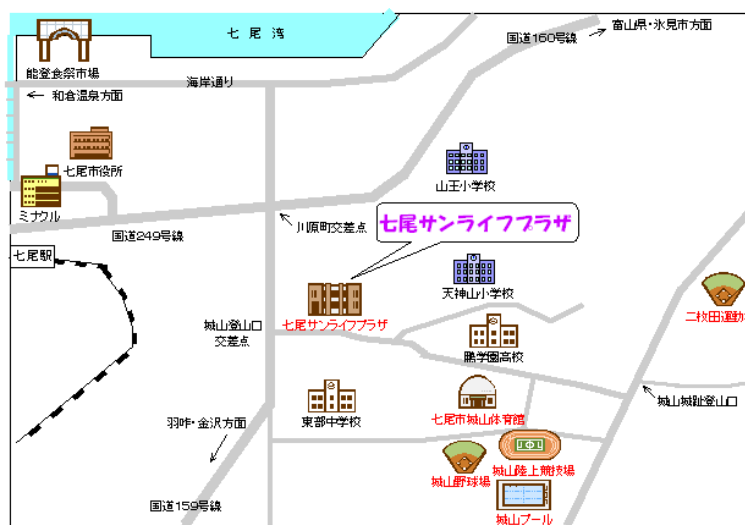 七尾湾
国道160号線
富山県・氷見市方面
能登食祭市場
海岸通り
和倉温泉方面
七尾市役所
山王小学校
ミナクル
川原町交差点
七尾サンライフプラザ
国道249号線
七尾駅
天神山小学校
城山登山口
交差点
七尾サンライフプラザ
二枚田運動
鵬学園高校
城山城趾登山口
七尾市城山体育館
東部中学校
羽咋・金沢方面
城山野球場
城山陸上競技場
国道159号線
城山プール